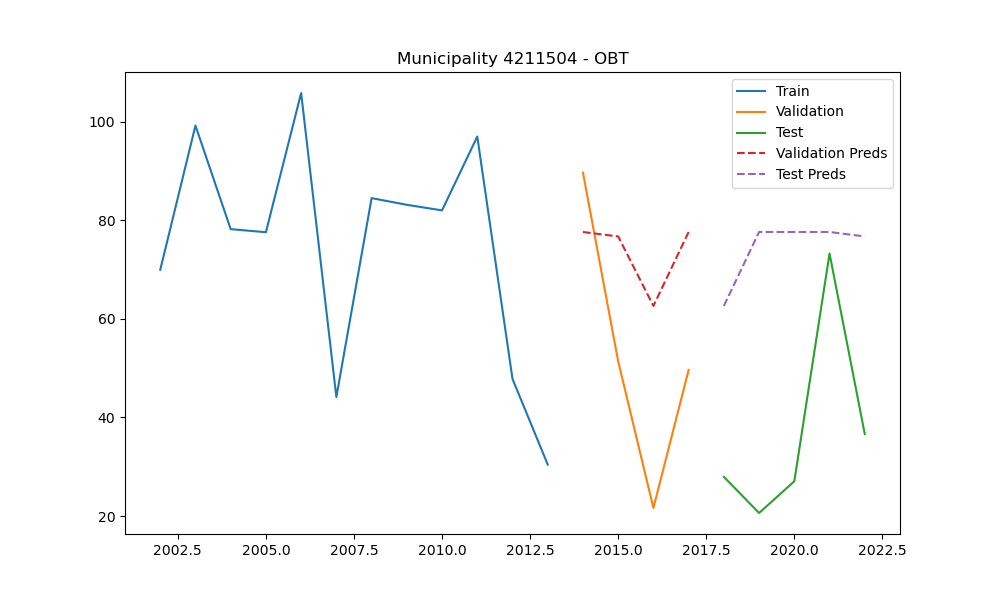 Municipality 4211504 - OBT
Train
Validation
Test
Validation Preds
Test Preds
100
80
60
40
20
2002.5 2005.0 2007.5 2010.0 2012.5 2015.0 2017.5 2020.0 2022.5